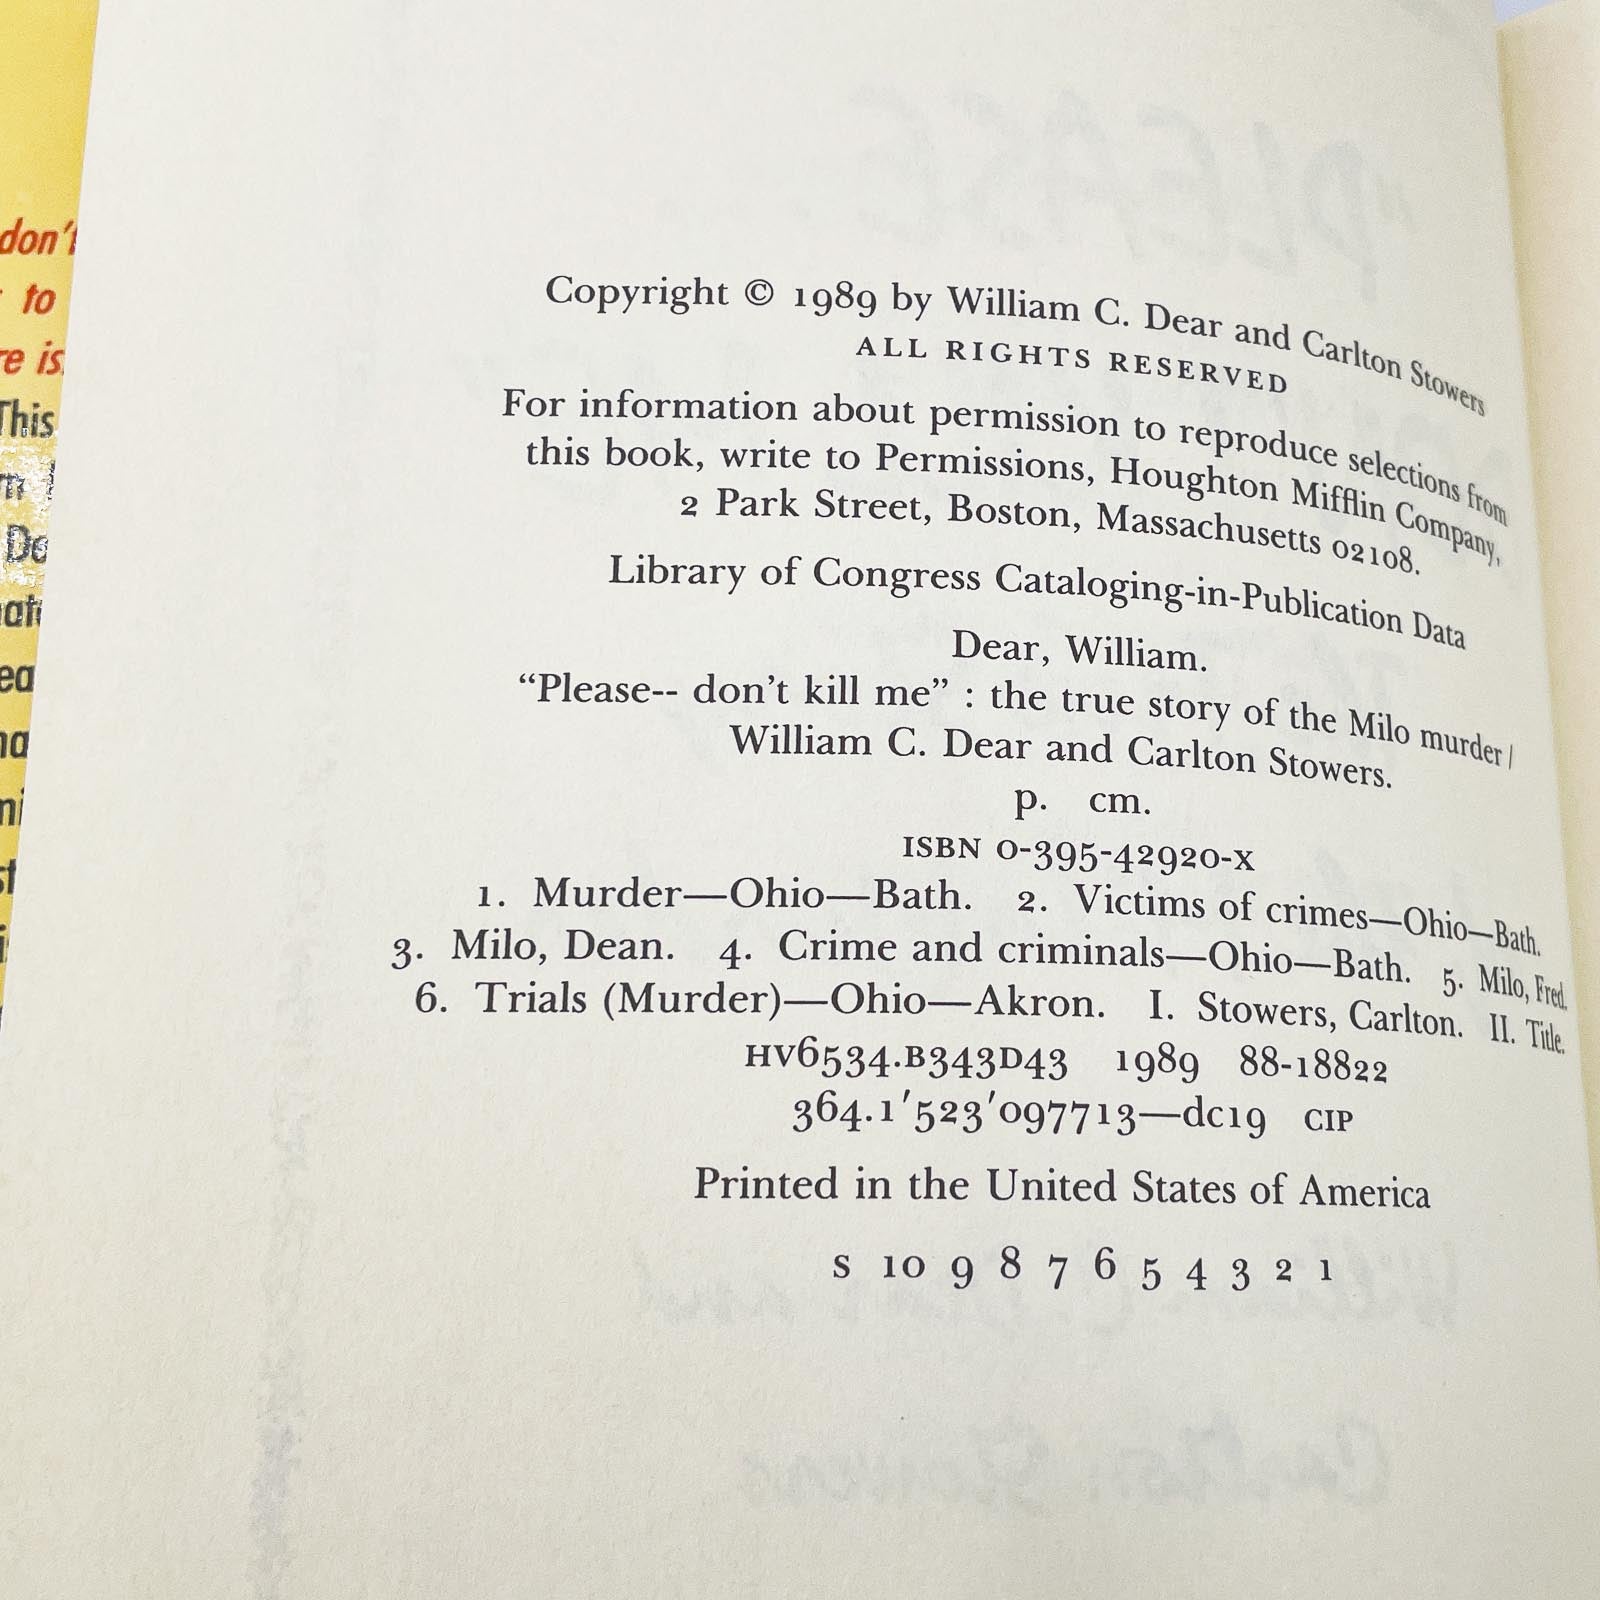 don't
to
re is
This
De
Copyright © 1989 by William C. Dear and Carlton Stowers
ALL RIGHTS RESERVED
For information about permission to reproduce selections from
this book, write to Permissions, Houghton Mifflin Company,
2 Park Street, Boston, Massachusetts 02108.
Library of Congress Cataloging-in-Publication Data
Dear, William.
“Please-- don’t kill me” : the true story of the Milo murder /
William C. Dear and Carlton Stowers.
p. cm.
ISBN 0-395-42920-X
1. Murder—Ohio—Bath. 2. Victims of crimes—Ohio—Bath.
3. Milo, Dean. 4. Crime and criminals—Ohio—Bath. 5. Milo, Fred.
6. Trials (Murder)—Ohio—Akron. I. Stowers, Carlton. II. Title.
HV6534.B343D43 1989 88-18822
364.1′523′097713—dc19 CIP
Printed in the United States of America
S 10 9 8 7 6 5 4 3 2 1